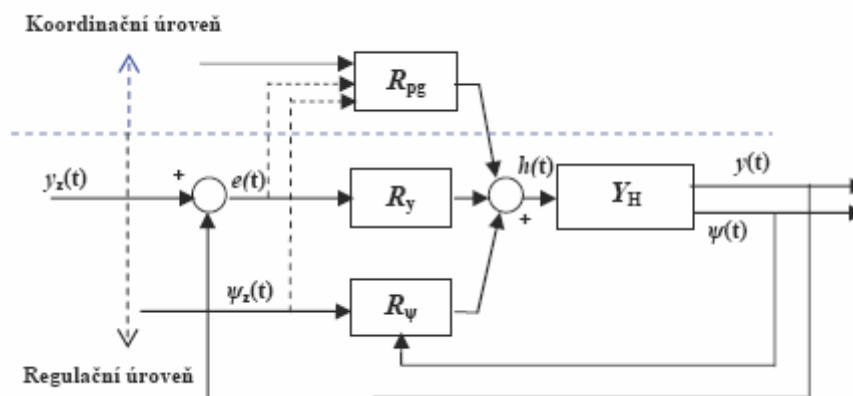 Koordinační úroveň
R_pg
+
y_z(t)
e(t)
R_y
h(t)
+
Y_H
y(t)
ψ(t)
ψ_z(t)
R_ψ
Regulační úroveň